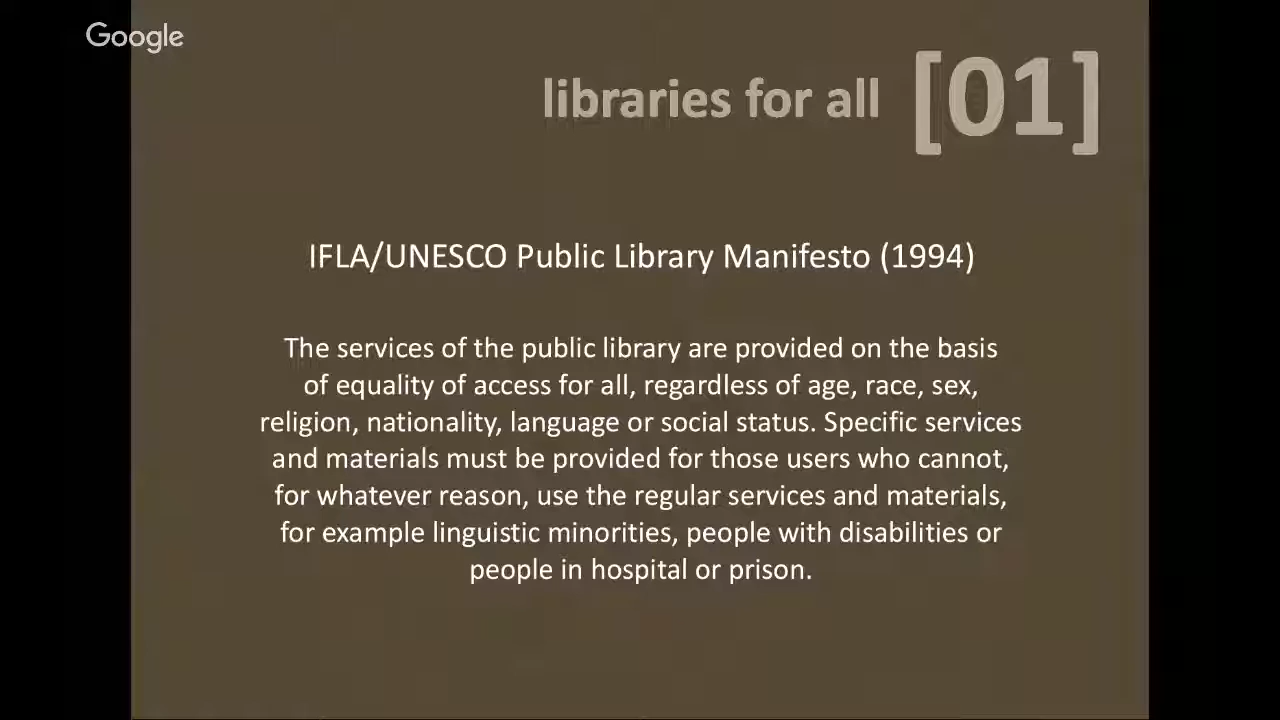 Google
libraries for all [01]
IFLA/UNESCO Public Library Manifesto (1994)
The services of the public library are provided on the basis
of equality of access for all, regardless of age, race, sex,
religion, nationality, language or social status. Specific services
and materials must be provided for those users who cannot,
for whatever reason, use the regular services and materials,
for example linguistic minorities, people with disabilities or
people in hospital or prison.